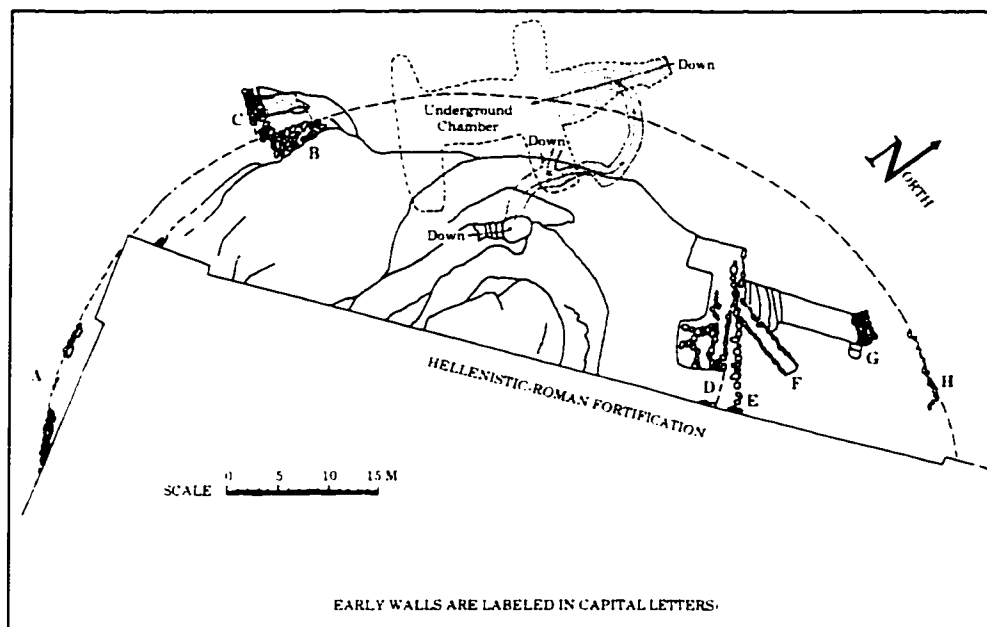 Down
Underground
Chamber
C
B
Down
NORTH
Down
A
HELLENISTIC-ROMAN FORTIFICATION
D
E
F
G
H
SCALE
0 5 10 15 M
EARLY WALLS ARE LABELED IN CAPITAL LETTERS